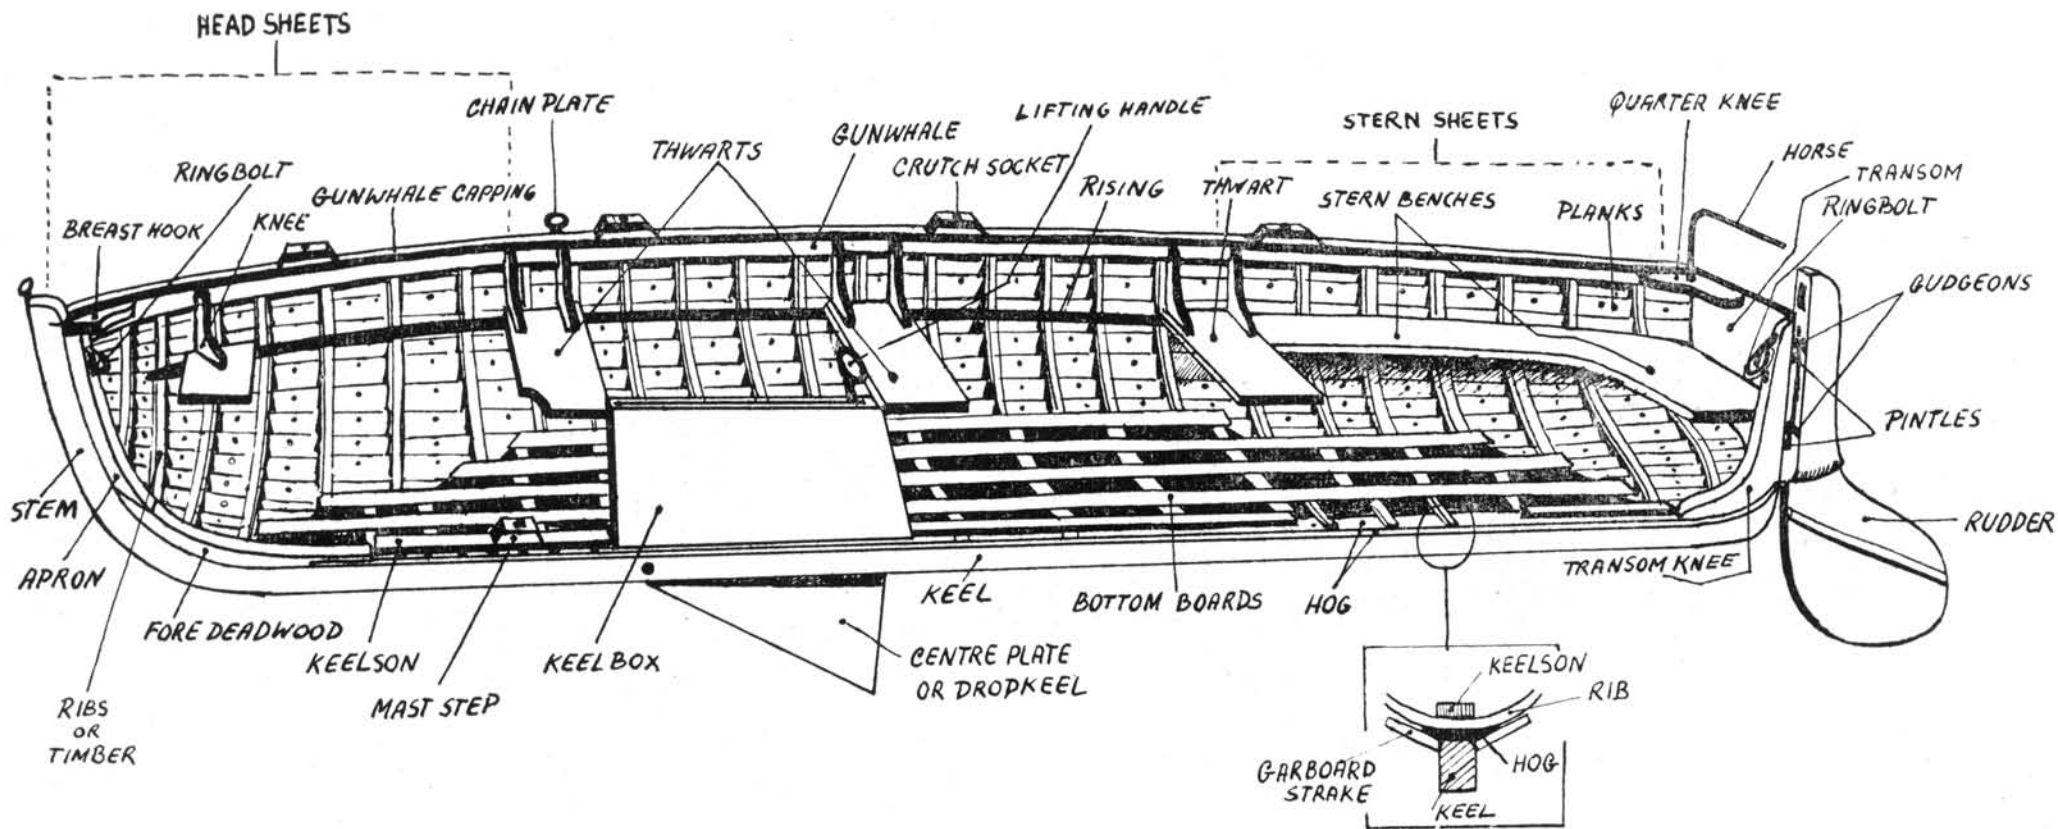 HEAD SHEETS
CHAIN PLATE
LIFTING HANDLE
QUARTER KNEE
STERN SHEETS
THWARTS
GUNWHALE
CRUTCH SOCKET
HORSE
RINGBOLT
GUNWHALE CAPPING
RISING
THWART
STERN BENCHES
PLANKS
TRANSOM
RINGBOLT
BREAST HOOK
KNEE
GUDGEONS
PINTLES
STEM
RUDDER
APRON
TRANSOM KNEE
KEEL
BOTTOM BOARDS
HOG
FORE DEADWOOD
KEELSON
KEELBOX
CENTRE PLATE
OR DROPKEEL
MAST STEP
RIBS
OR
TIMBER
KEELSON
RIB
HOG
GARBOARD
STRAKE
KEEL